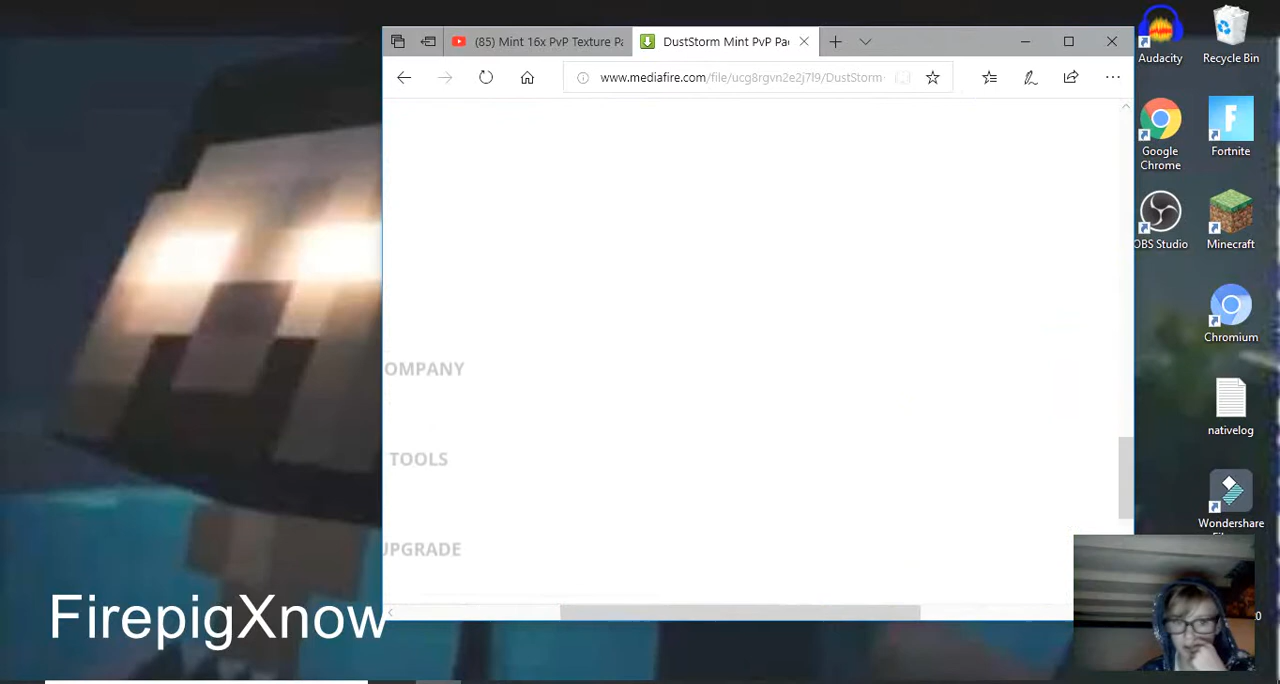 (85) Mint 16x PvP Texture Pa
DustStorm Mint PvP Pac
www.mediafire.com/file/ucg8rgvn2e2j7l9/DustStorm-
OMPANY
TOOLS
UPGRADE
FirepigXnow
Audacity
Recycle Bin
Google
Chrome
Fortnite
OBS Studio
Minecraft
Chromium
nativelog
Wondershare